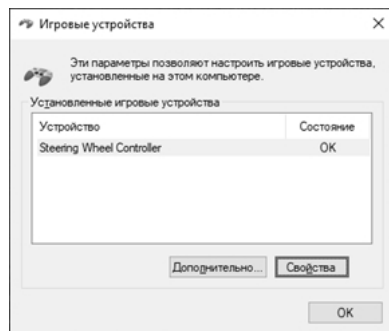 Игровые устройства
Эти параметры позволяют настроить игровые устройства,
установленные на этом компьютере.
Установленные игровые устройства
Устройство Состояние
Steering Wheel Controller OK
Дополнительно... Свойства
OK